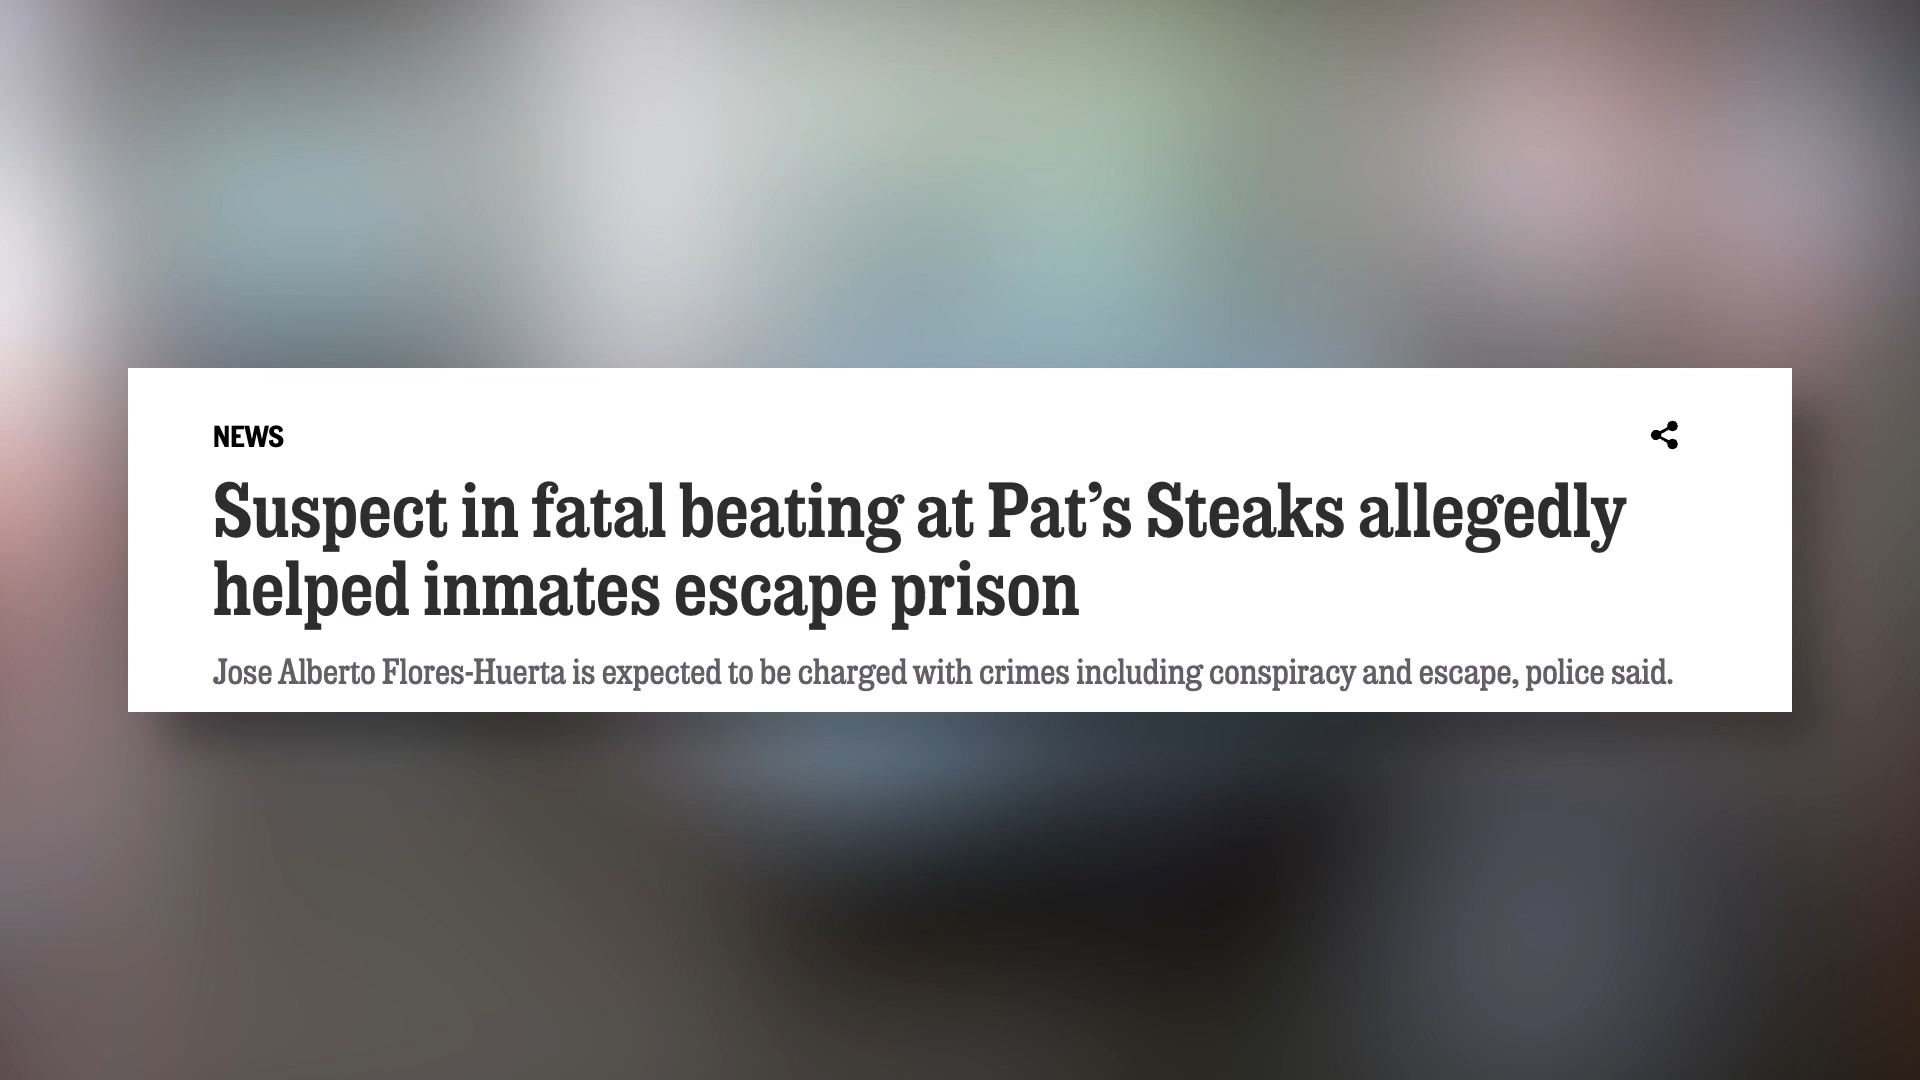 NEWS
Suspect in fatal beating at Pat’s Steaks allegedly
helped inmates escape prison
Jose Alberto Flores-Huerta is expected to be charged with crimes including conspiracy and escape, police said.